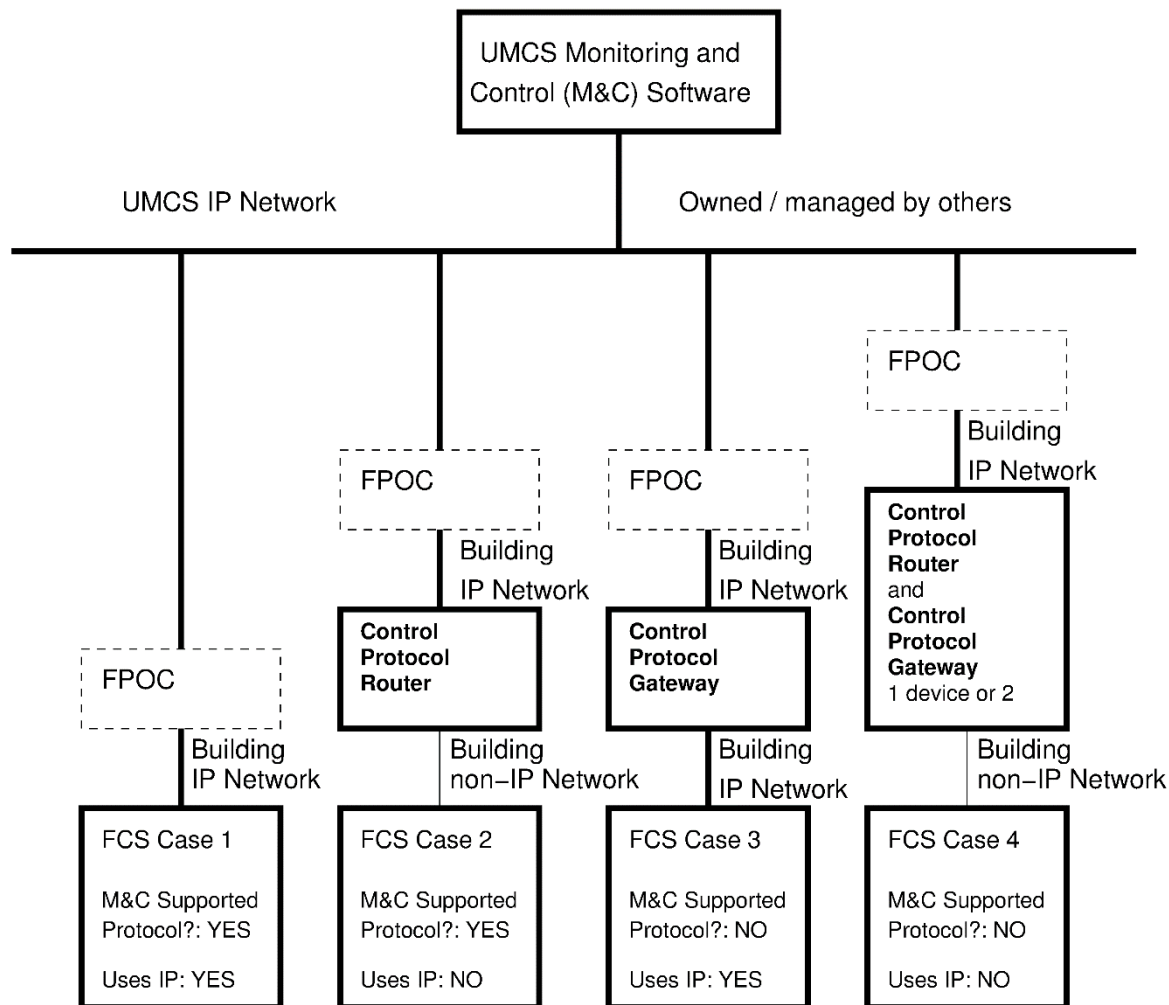 UMCS Monitoring and
Control (M&C) Software
UMCS IP Network
Owned / managed by others
FPOC
Building
IP Network
FCS Case 1
M&C Supported
Protocol?: YES
Uses IP: YES
FPOC
Building
IP Network
Control
Protocol
Router
Building
non−IP Network
FCS Case 2
M&C Supported
Protocol?: YES
Uses IP: NO
FPOC
Building
IP Network
Control
Protocol
Gateway
Building
IP Network
FCS Case 3
M&C Supported
Protocol?: NO
Uses IP: YES
FPOC
Building
IP Network
Control
Protocol
Router
and
Control
Protocol
Gateway
1 device or 2
Building
non−IP Network
FCS Case 4
M&C Supported
Protocol?: NO
Uses IP: NO